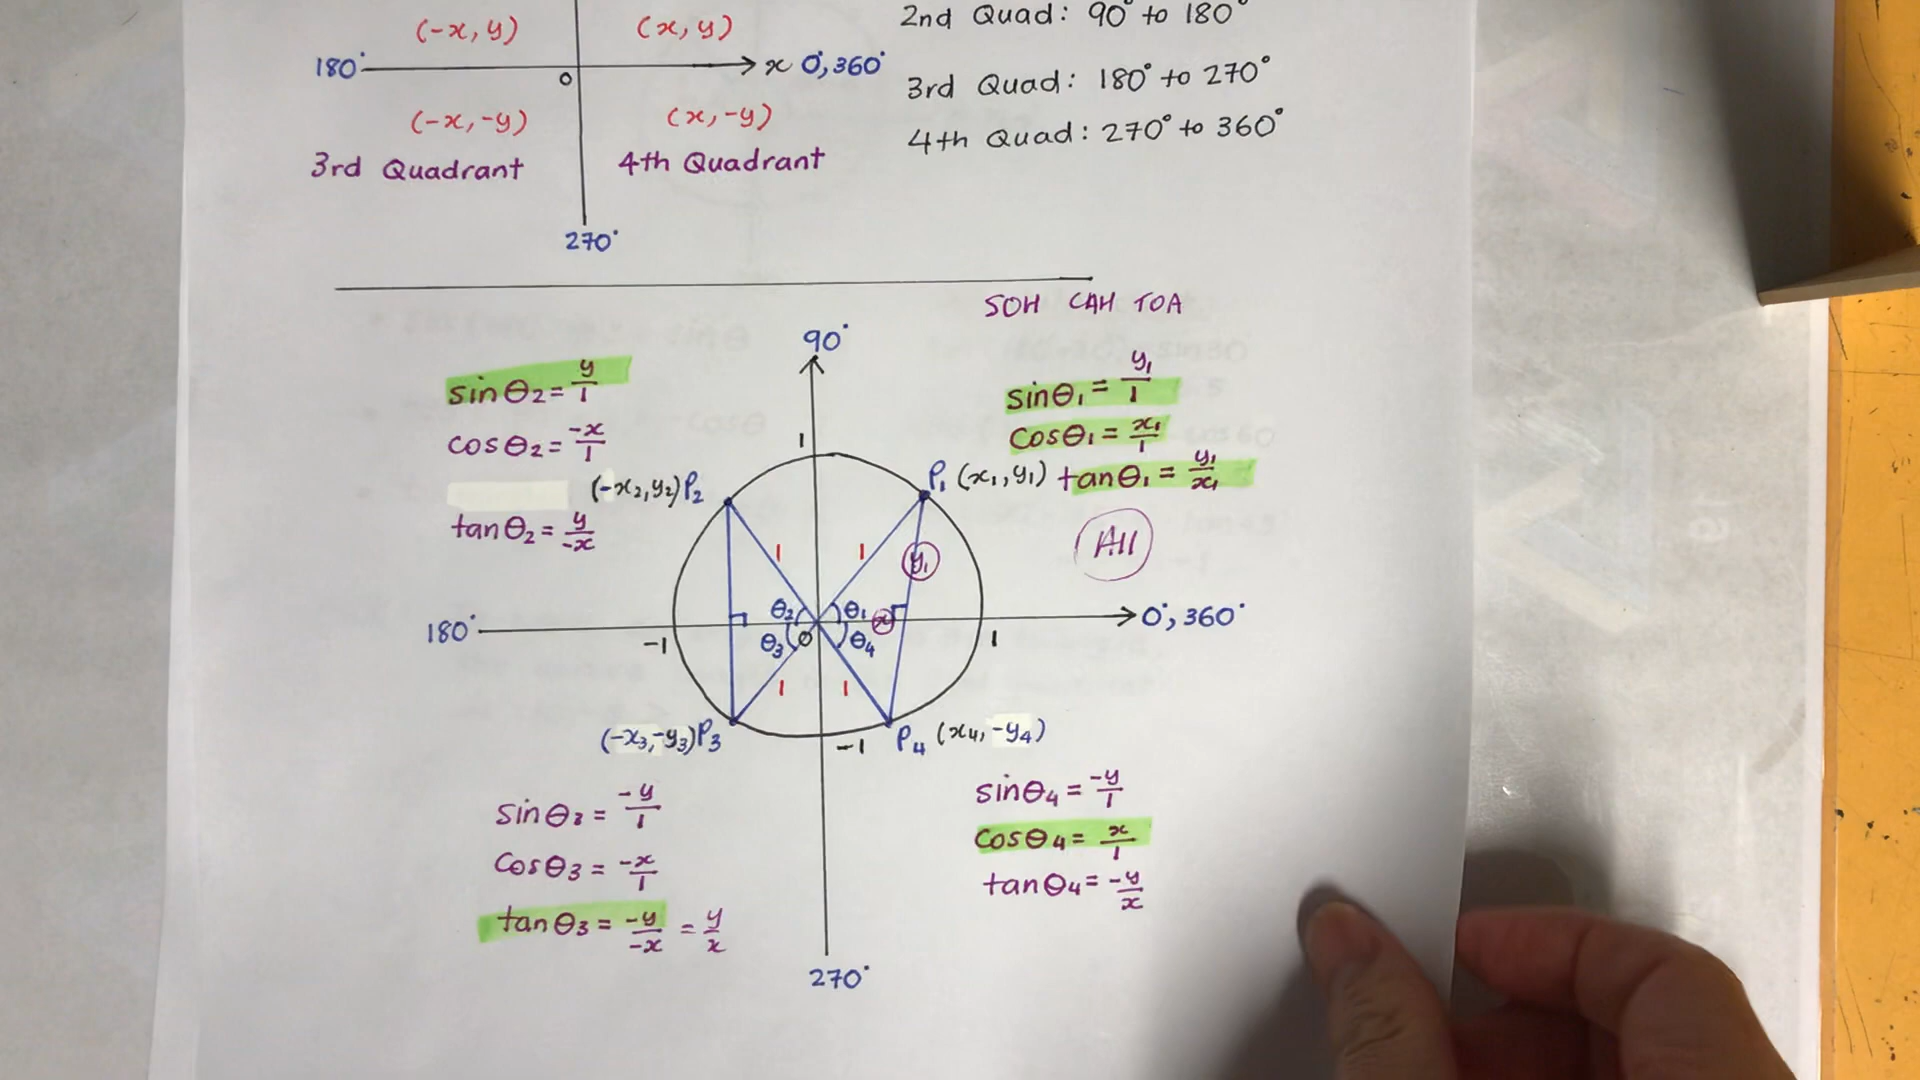 (-x, y)
(x, y)
2nd Quad: 90° to 180°
180°
0
x 0°, 360°
3rd Quad: 180° to 270°
(-x, -y)
(x, -y)
4th Quad: 270° to 360°
3rd Quadrant
4th Quadrant
270°
SOH CAH TOA
90°
sinθ2 = y/1
cosθ2 = -x/1
tanθ2 = y/-x
sinθ1 = y1/1
cosθ1 = x1/1
tanθ1 = y1/x1
All
1
(-x2, y2) P2
P1 (x1, y1)
1
1
y1
θ2
θ1
x
180°
-1
θ3
0
θ4
1
0°, 360°
1
1
(-x3, -y3) P3
-1
P4 (x4, -y4)
sinθ3 = -y/1
cosθ3 = -x/1
tanθ3 = -y/-x = y/x
sinθ4 = -y/1
cosθ4 = x/1
tanθ4 = -y/x
270°